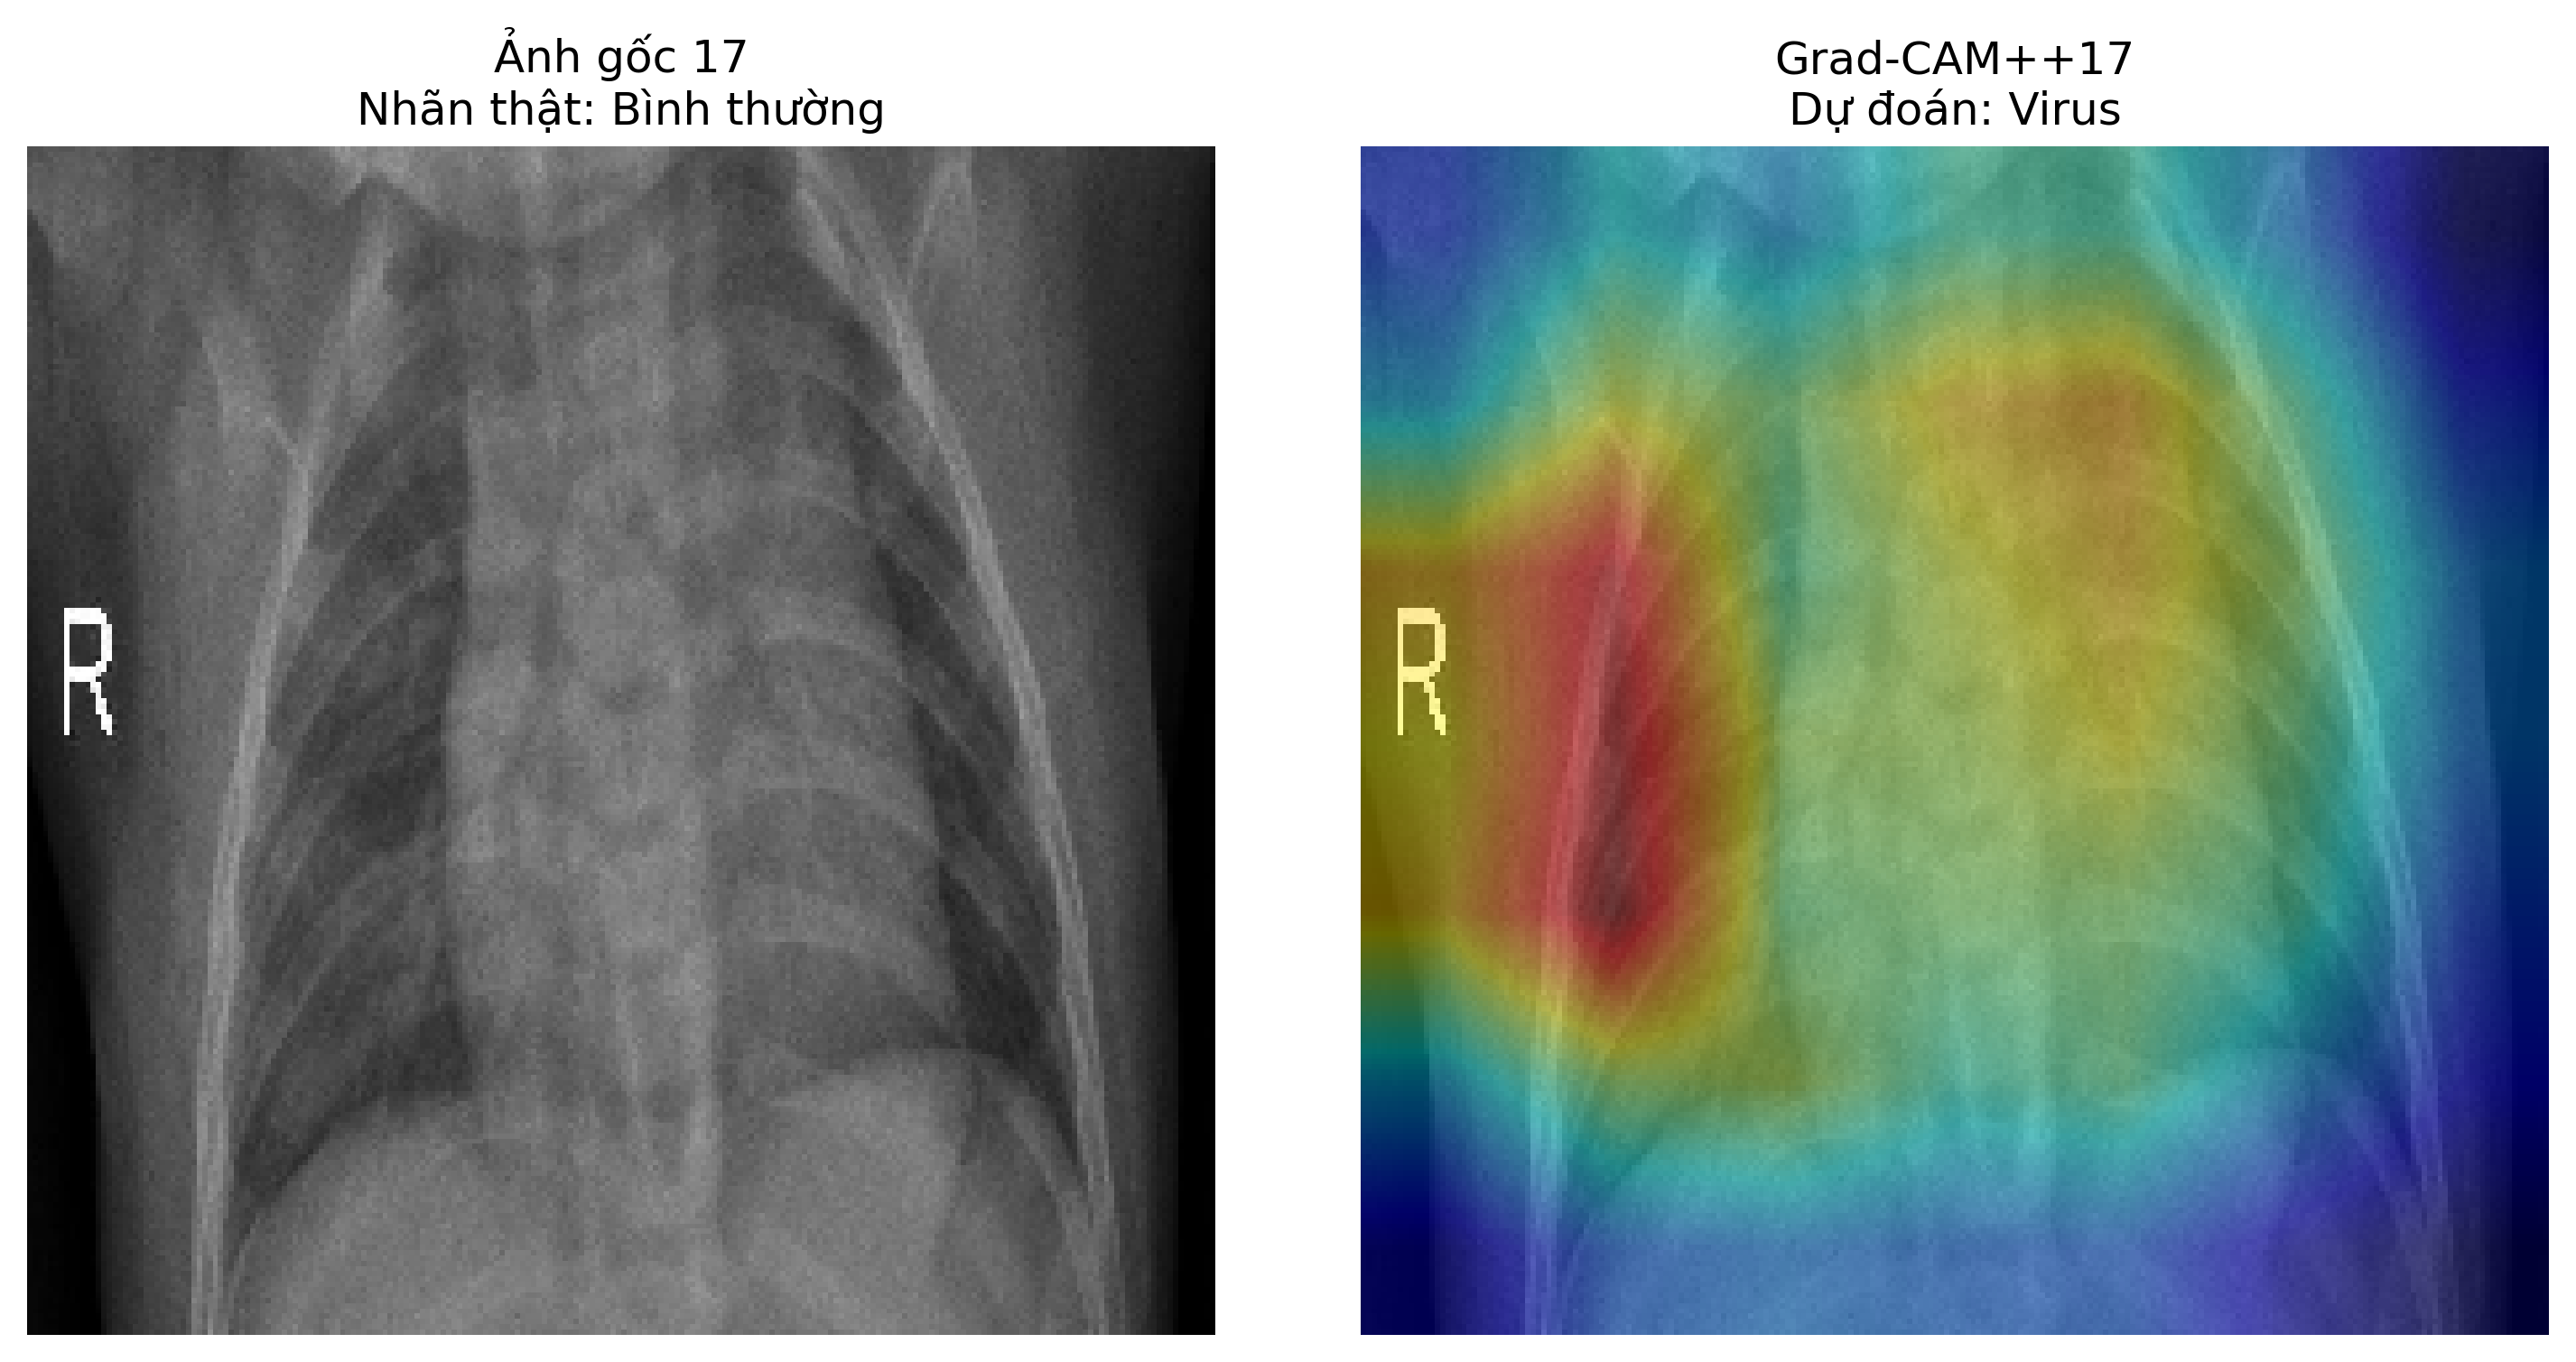 Ảnh gốc 17
Nhãn thật: Bình thường
Grad-CAM++17
Dự đoán: Virus
R
R